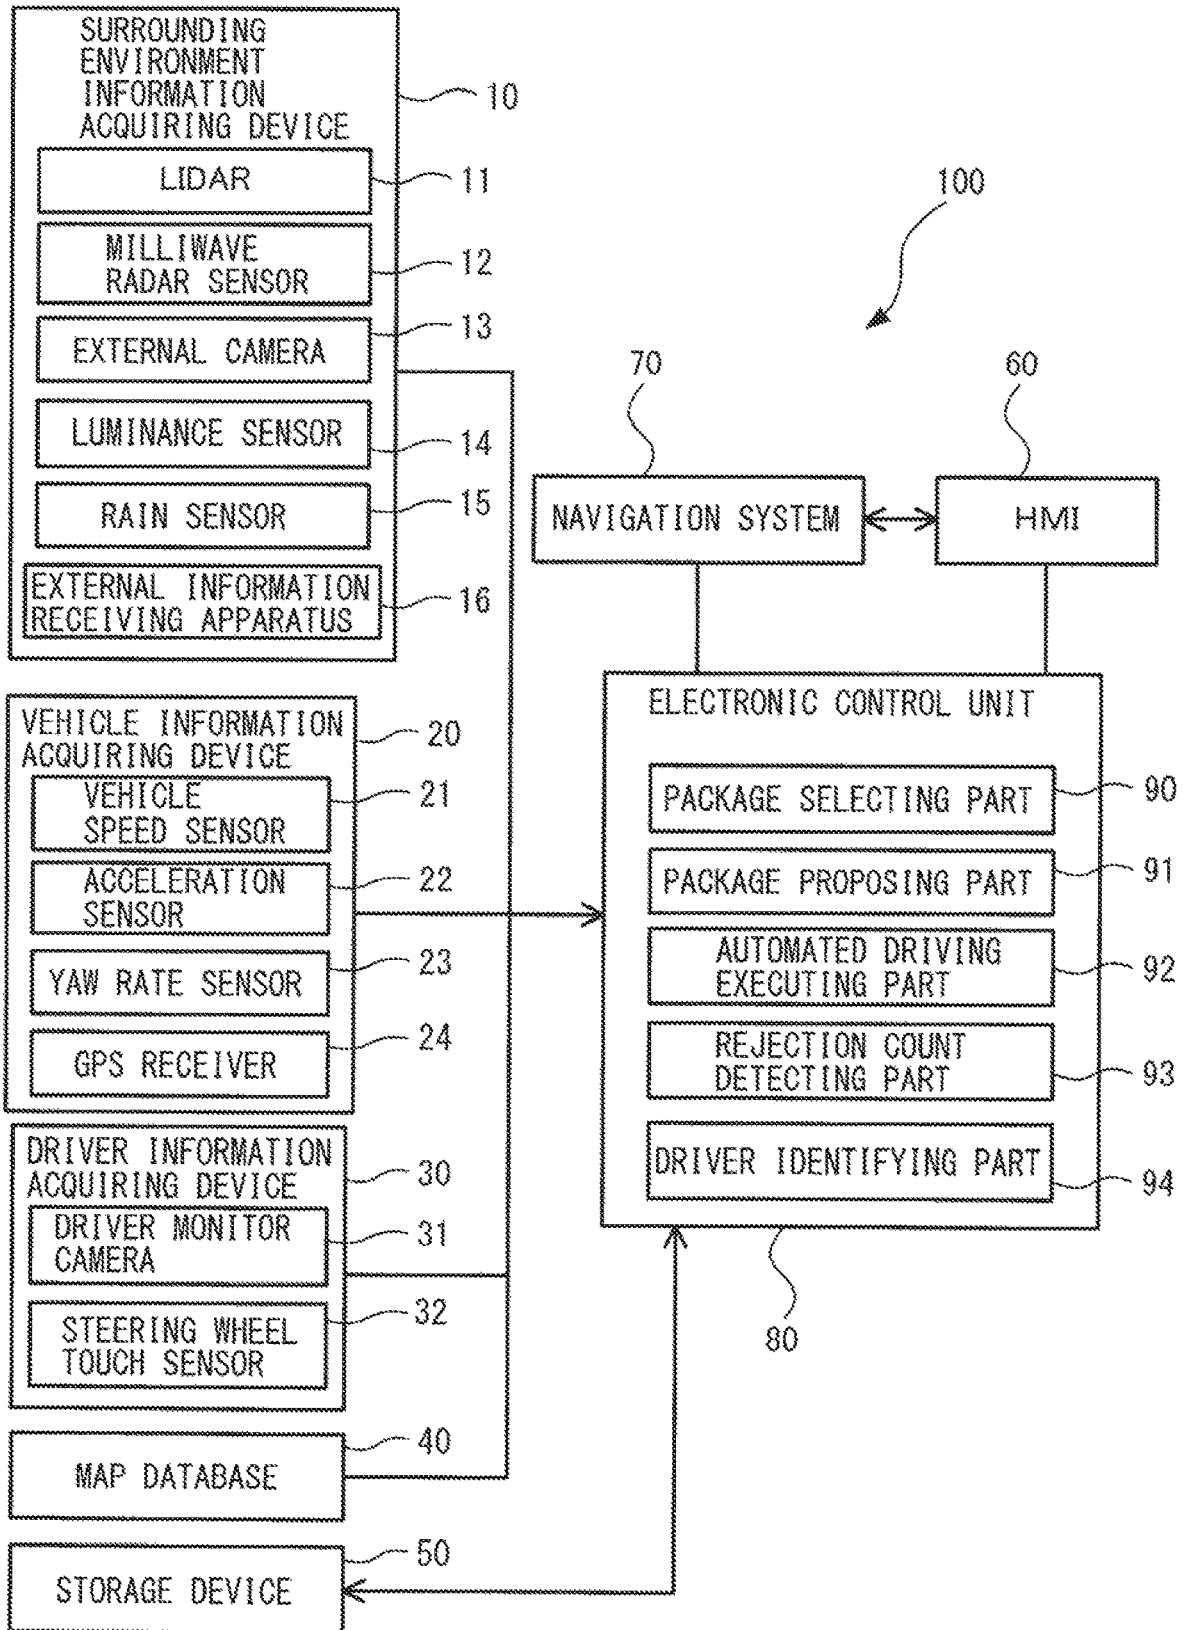 SURROUNDING
ENVIRONMENT
INFORMATION
ACQUIRING DEVICE
10
LIDAR
11
MILLIWAVE
RADAR SENSOR
12
EXTERNAL CAMERA
13
LUMINANCE SENSOR
14
RAIN SENSOR
15
EXTERNAL INFORMATION
RECEIVING APPARATUS
16
VEHICLE INFORMATION
ACQUIRING DEVICE
20
VEHICLE
SPEED SENSOR
21
ACCELERATION
SENSOR
22
YAW RATE SENSOR
23
GPS RECEIVER
24
DRIVER INFORMATION
ACQUIRING DEVICE
30
DRIVER MONITOR
CAMERA
31
STEERING WHEEL
TOUCH SENSOR
32
MAP DATABASE
40
STORAGE DEVICE
50
100
70
NAVIGATION SYSTEM
60
HMI
ELECTRONIC CONTROL UNIT
PACKAGE SELECTING PART
90
PACKAGE PROPOSING PART
91
AUTOMATED DRIVING
EXECUTING PART
92
REJECTION COUNT
DETECTING PART
93
DRIVER IDENTIFYING PART
94
80